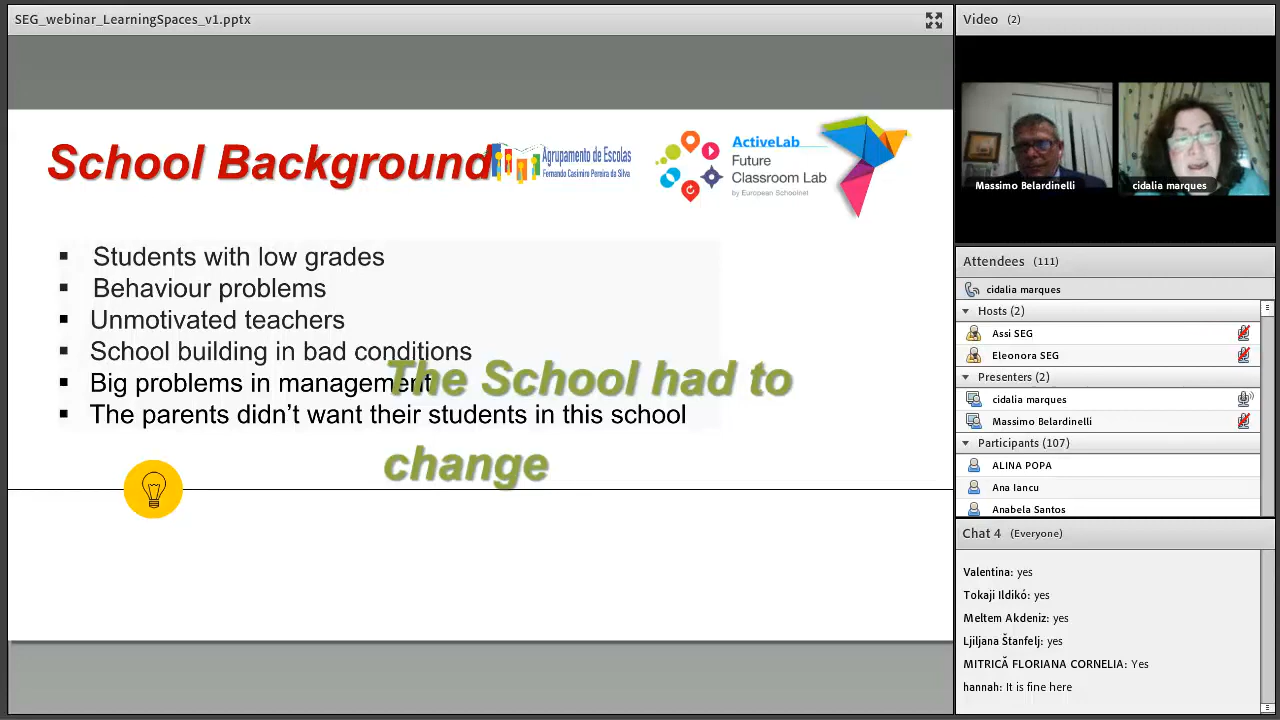 SEG_webinar_LearningSpaces_v1.pptx
School Background
Agrupamento de Escolas
Fernando Casimiro Pereira da Silva
ActiveLab
Future
Classroom Lab
by European Schoolnet
▪ Students with low grades
▪ Behaviour problems
▪ Unmotivated teachers
▪ School building in bad conditions
▪ Big problems in management
▪ The parents didn’t want their students in this school
The School had to
change
Video (2)
Massimo Belardinelli
cidalia marques
Attendees (111)
cidalia marques
Hosts (2)
Assi SEG
Eleonora SEG
Presenters (2)
cidalia marques
Massimo Belardinelli
Participants (107)
ALINA POPA
Ana Iancu
Anabela Santos
Chat 4 (Everyone)
Valentina: yes
Tokaji Ildikó: yes
Meltem Akdeniz: yes
Ljiljana Štanfelj: yes
MITRICĂ FLORIANA CORNELIA: Yes
hannah: It is fine here